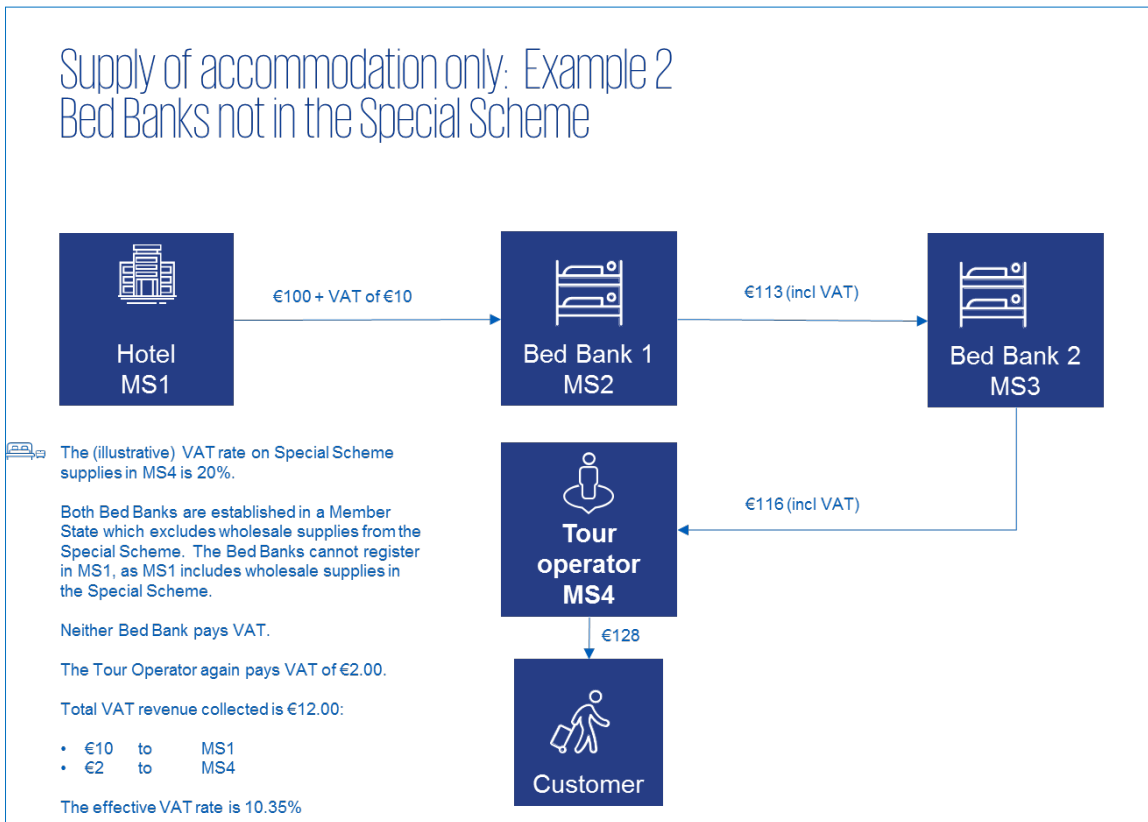 Supply of accommodation only: Example 2
Bed Banks not in the Special Scheme
€100 + VAT of €10
€113 (incl VAT)
Hotel
MS1
Bed Bank 1
MS2
Bed Bank 2
MS3
The (illustrative) VAT rate on Special Scheme
supplies in MS4 is 20%.
Both Bed Banks are established in a Member
State which excludes wholesale supplies from the
Special Scheme. The Bed Banks cannot register
in MS1, as MS1 includes wholesale supplies in
the Special Scheme.
Neither Bed Bank pays VAT.
The Tour Operator again pays VAT of €2.00.
Total VAT revenue collected is €12.00:
• €10 to MS1
• €2 to MS4
The effective VAT rate is 10.35%
€116 (incl VAT)
Tour
operator
MS4
€128
Customer